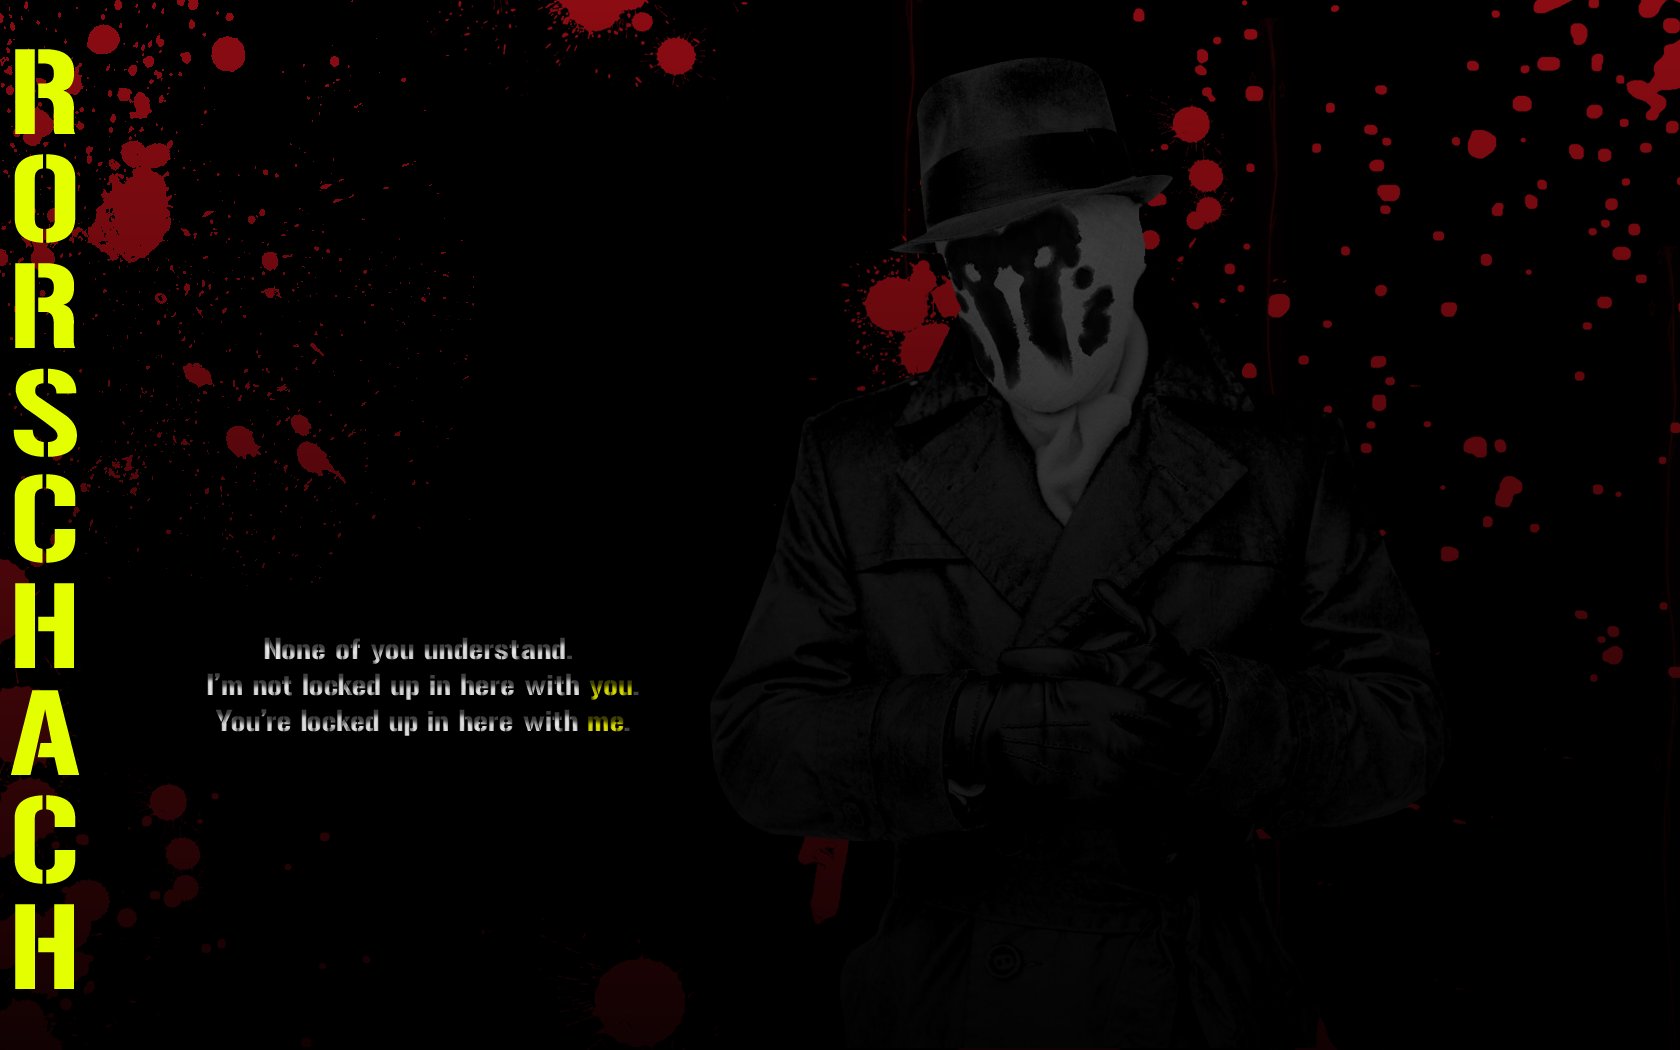 RORSCHACH
None of you understand.
I'm not locked up in here with you.
You're locked up in here with me.